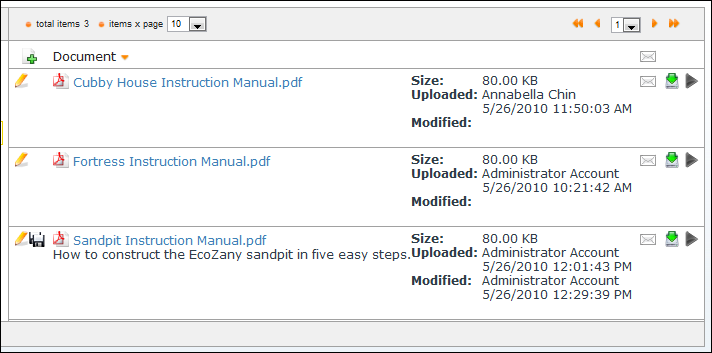 total items 3 items x page 10 1
Document
Cubby House Instruction Manual.pdf Size: 80.00 KB
Uploaded: Annabella Chin
5/26/2010 11:50:03 AM
Modified:
Fortress Instruction Manual.pdf Size: 80.00 KB
Uploaded: Administrator Account
5/26/2010 10:21:42 AM
Modified:
Sandpit Instruction Manual.pdf Size: 80.00 KB
How to construct the EcoZany sandpit in five easy steps. Uploaded: Administrator Account
5/26/2010 12:01:43 PM
Modified: Administrator Account
5/26/2010 12:29:39 PM